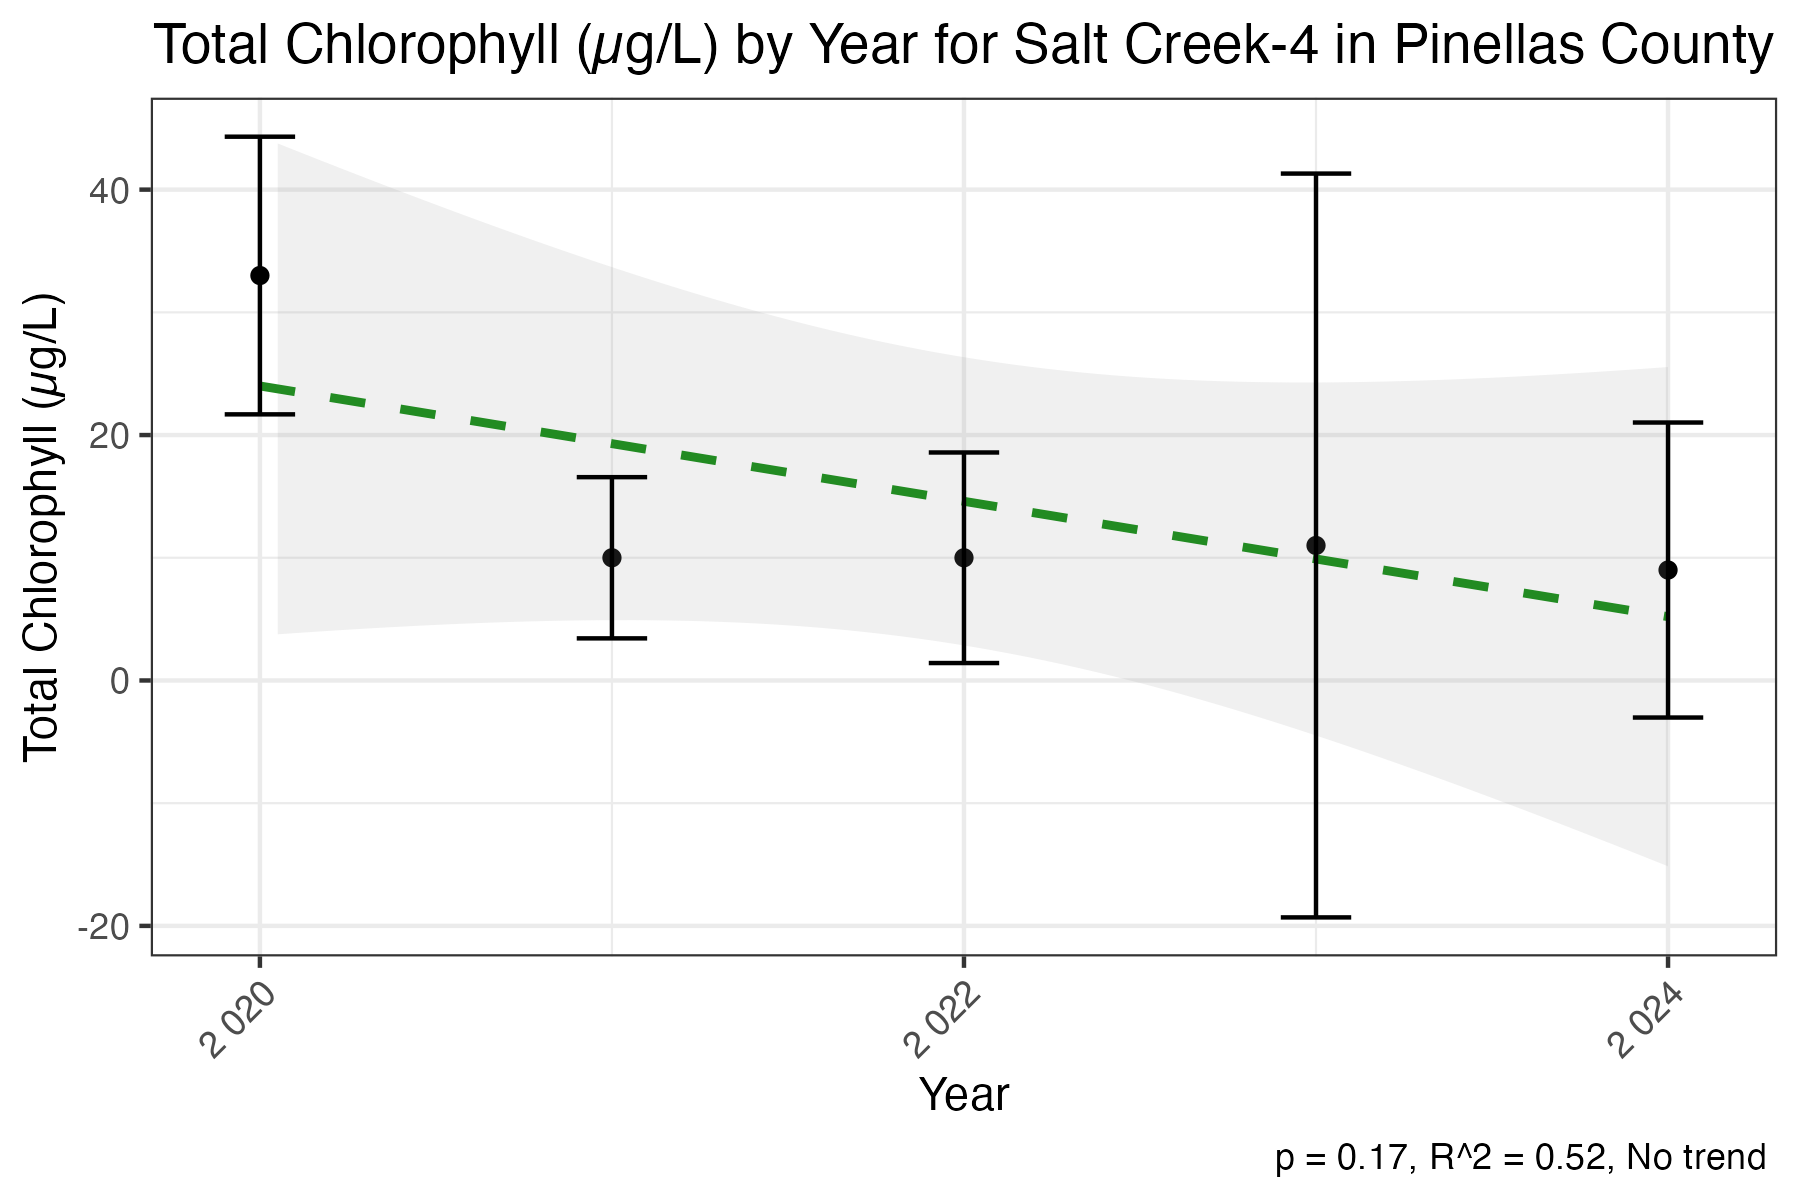 Total Chlorophyll (µg/L) by Year for Salt Creek-4 in Pinellas County
Total Chlorophyll (µg/L)
40
20
0
-20
2 020
2 022
2 024
Year
p = 0.17, R^2 = 0.52, No trend